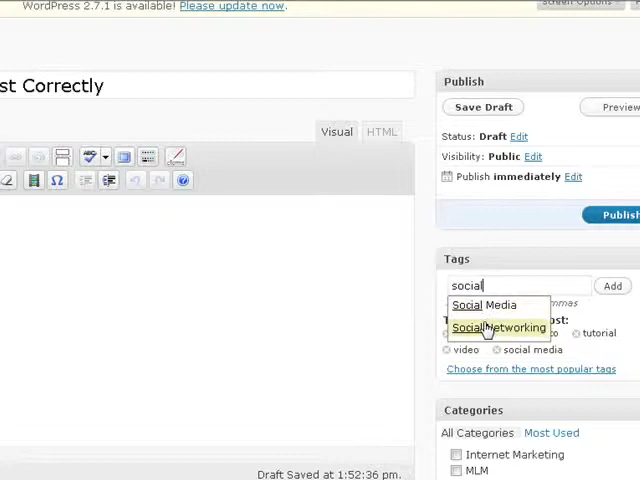 WordPress 2.7.1 is available! Please update now.
Screen Options
st Correctly
Visual HTML
Publish
Save Draft Preview
Status: Draft Edit
Visibility: Public Edit
Publish immediately Edit
Publish
Tags
social Add
Social Media
Social Networking
tutorial
video social media
Choose from the most popular tags
Categories
All Categories Most Used
Internet Marketing
MLM
Draft Saved at 1:52:36 pm.